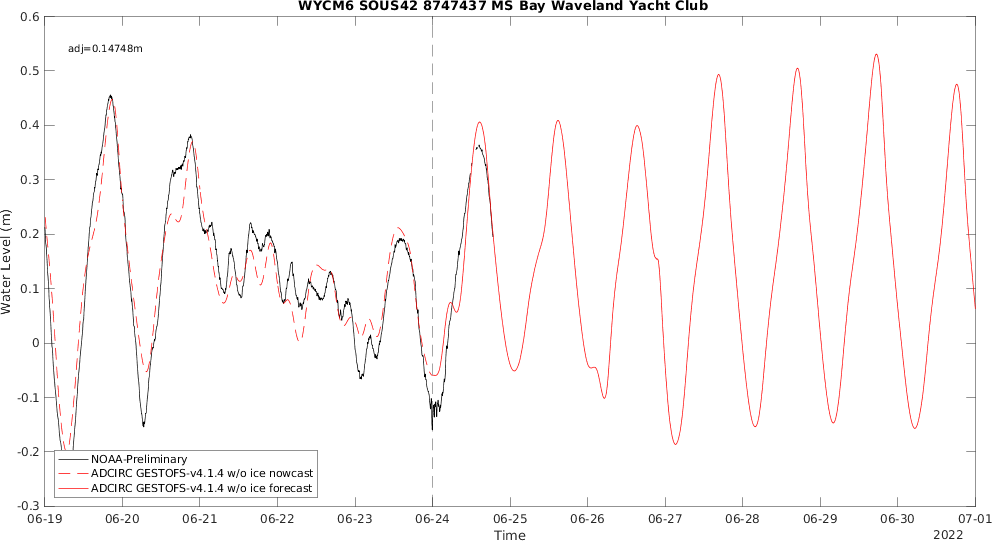 WYCM6 SOUS42 8747437 MS Bay Waveland Yacht Club
adj=0.14748m
Water Level (m)
0.6
0.5
0.4
0.3
0.2
0.1
0
-0.1
-0.2
-0.3
NOAA-Preliminary
ADCIRC GESTOFS-v4.1.4 w/o ice nowcast
ADCIRC GESTOFS-v4.1.4 w/o ice forecast
06-19 06-20 06-21 06-22 06-23 06-24 06-25 06-26 06-27 06-28 06-29 06-30 07-01
Time
2022